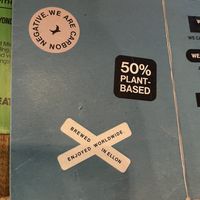 WE ARE CARBON NEGATIVE.
50%
PLANT-
BASED
BREWED WORLDWIDE
ENJOYED IN ELLON